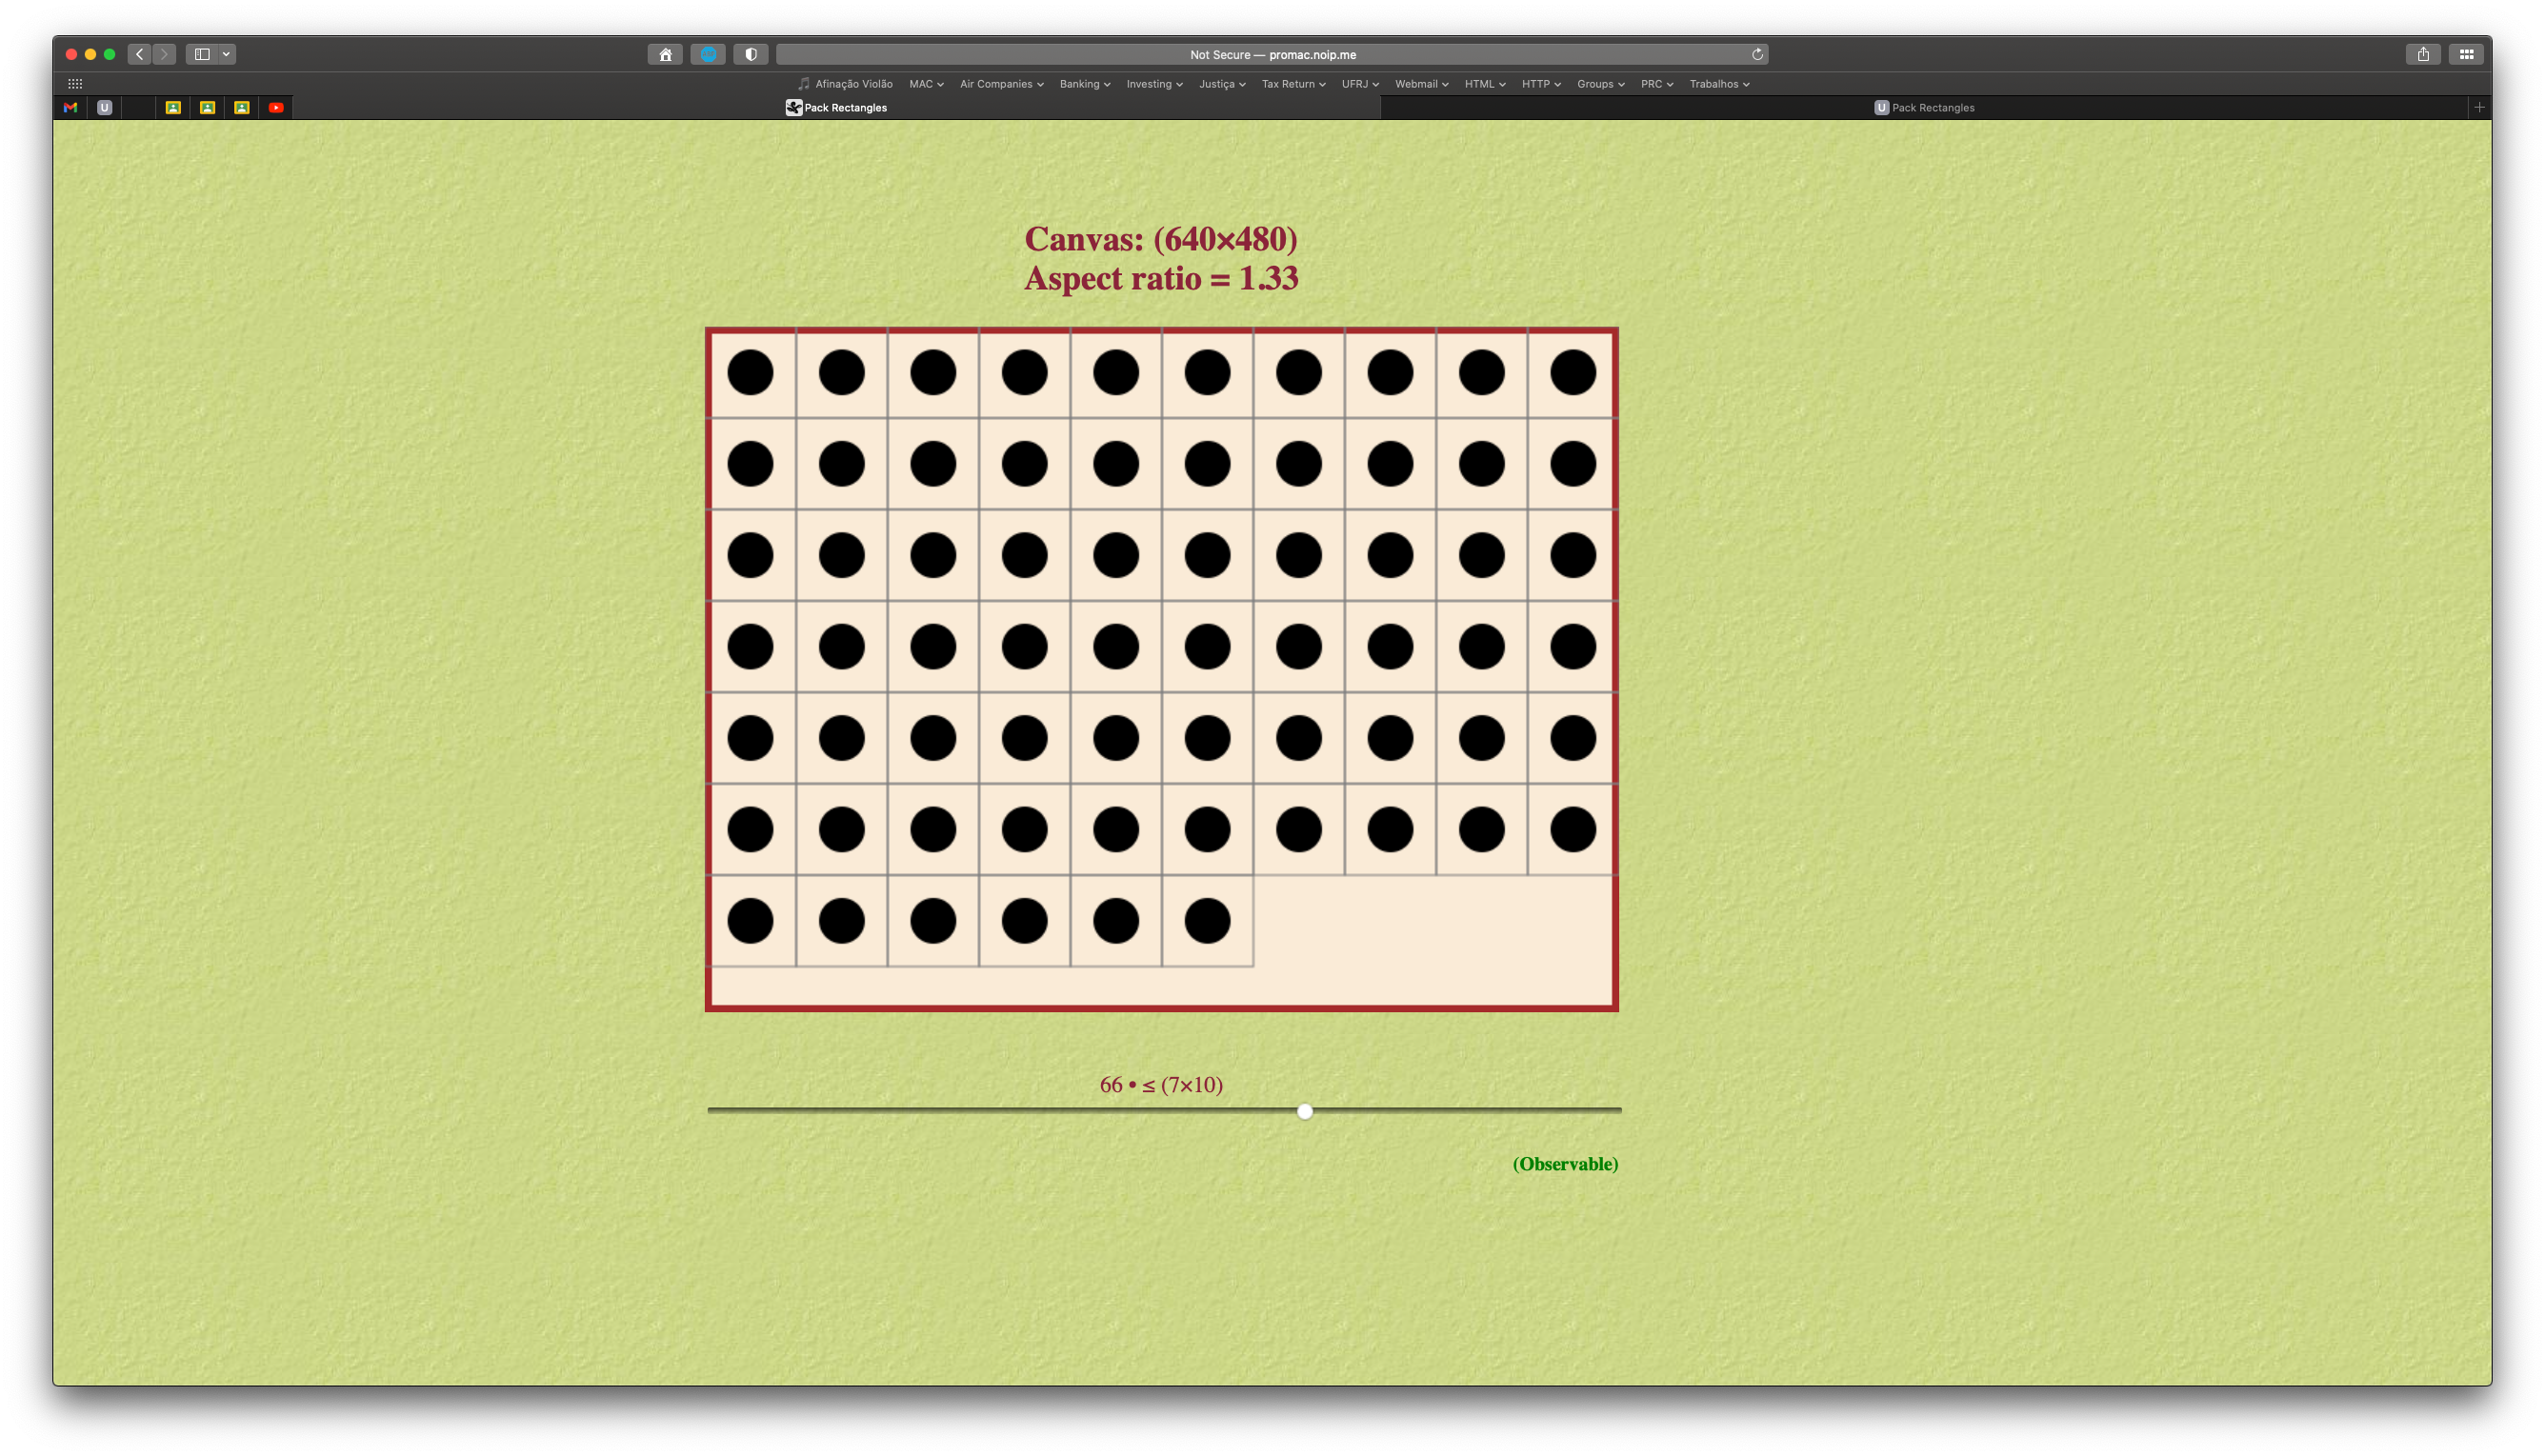 Not Secure — promac.noip.me
Afinação Violão MAC Air Companies Banking Investing Justiça Tax Return UFRJ Webmail HTML HTTP Groups PRC Trabalhos
U Pack Rectangles U Pack Rectangles
Canvas: (640×480)
Aspect ratio = 1.33
66 • ≤ (7×10)
(Observable)